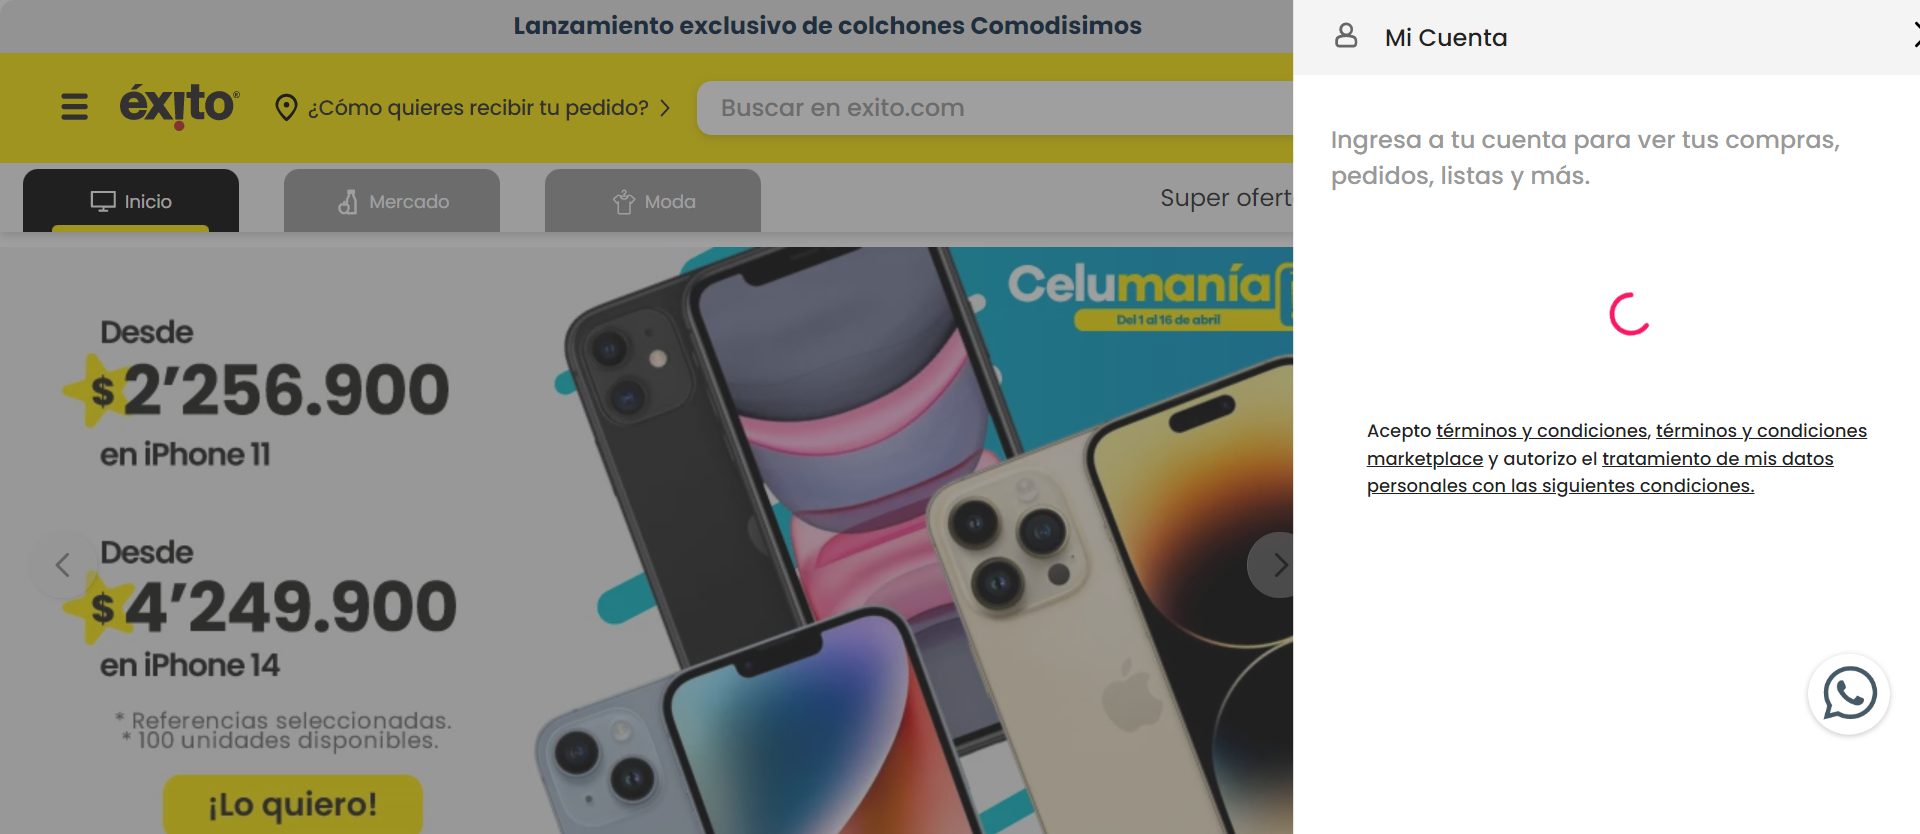 Lanzamiento exclusivo de colchones Comodisimos
éxito
¿Cómo quieres recibir tu pedido?
Buscar en exito.com
Inicio
Mercado
Moda
Super ofert
Desde
$ 2'256.900
en iPhone 11
Desde
$ 4'249.900
en iPhone 14
* Referencias seleccionadas.
* 100 unidades disponibles.
¡Lo quiero!
Celumanía
Del 1 al 16 de abril
Mi Cuenta
Ingresa a tu cuenta para ver tus compras,
pedidos, listas y más.
Acepto términos y condiciones, términos y condiciones
marketplace y autorizo el tratamiento de mis datos
personales con las siguientes condiciones.